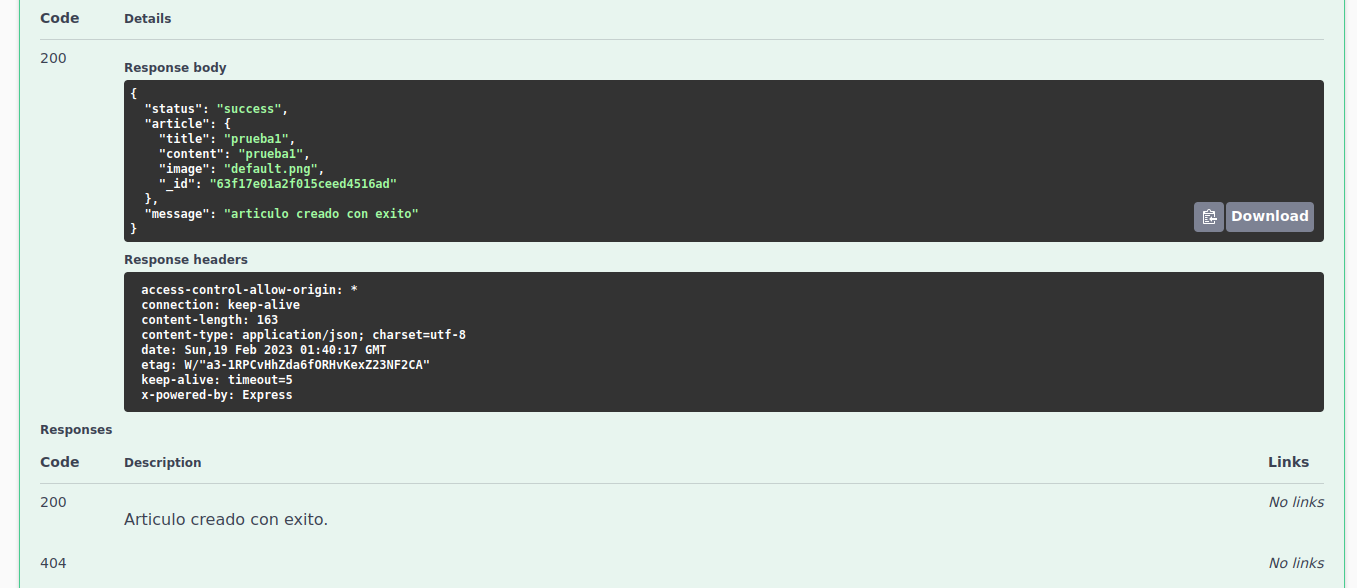 Code Details
200
Response body
{
  "status": "success",
  "article": {
    "title": "prueba1",
    "content": "prueba1",
    "image": "default.png",
    "_id": "63f17e01a2f015ceed4516ad"
  },
  "message": "articulo creado con exito"
}
Download
Response headers
access-control-allow-origin: *
connection: keep-alive
content-length: 163
content-type: application/json; charset=utf-8
date: Sun,19 Feb 2023 01:40:17 GMT
etag: W/"a3-1RPCvHhZda6fORHvKexZ23NF2CA"
keep-alive: timeout=5
x-powered-by: Express
Responses
Code Description Links
200 No links
Articulo creado con exito.
404 No links